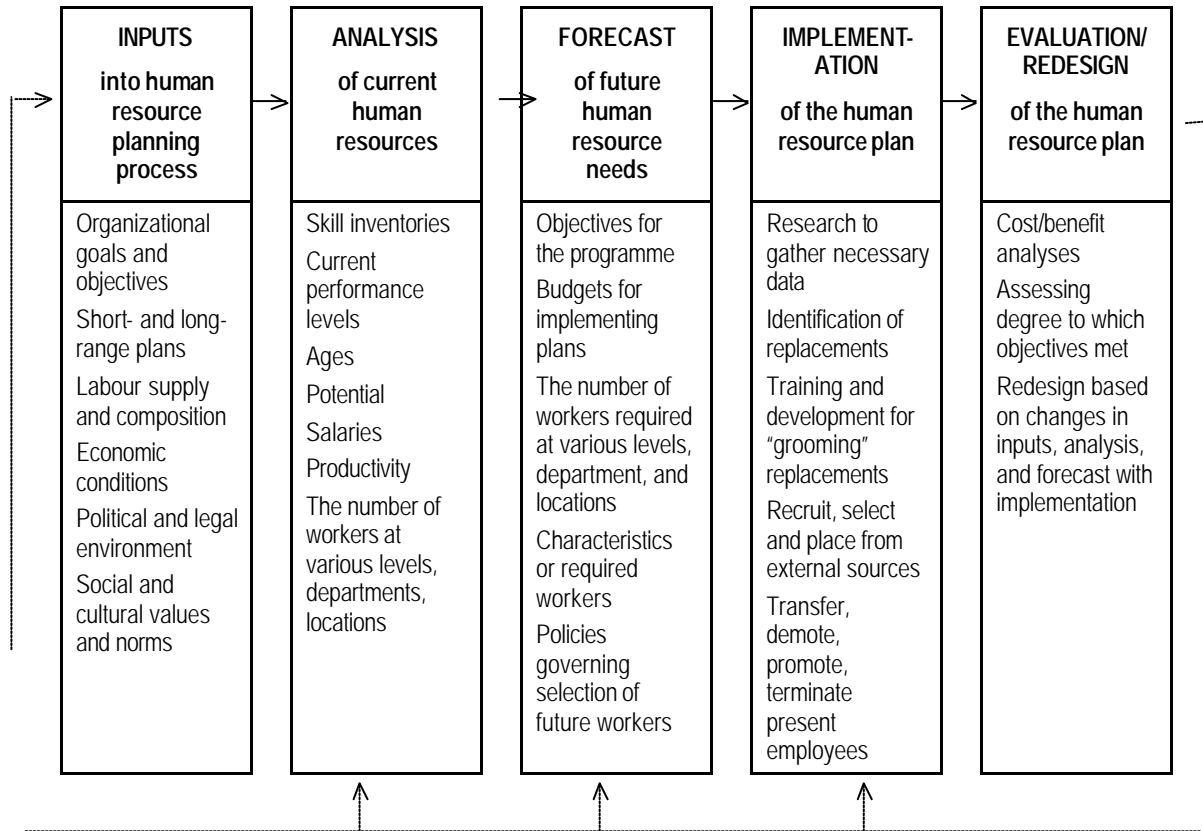 INPUTS
into human
resource
planning
process
Organizational
goals and
objectives
Short- and long-
range plans
Labour supply
and composition
Economic
conditions
Political and legal
environment
Social and
cultural values
and norms
ANALYSIS
of current
human
resources
Skill inventories
Current
performance
levels
Ages
Potential
Salaries
Productivity
The number of
workers at
various levels,
departments,
locations
FORECAST
of future
human
resource
needs
Objectives for
the programme
Budgets for
implementing
plans
The number of
workers required
at various levels,
department, and
locations
Characteristics
or required
workers
Policies
governing
selection of
future workers
IMPLEMENT-
ATION
of the human
resource plan
Research to
gather necessary
data
Identification of
replacements
Training and
development for
“grooming”
replacements
Recruit, select
and place from
external sources
Transfer,
demote,
promote,
terminate
present
employees
EVALUATION/
REDESIGN
of the human
resource plan
Cost/benefit
analyses
Assessing
degree to which
objectives met
Redesign based
on changes in
inputs, analysis,
and forecast with
implementation